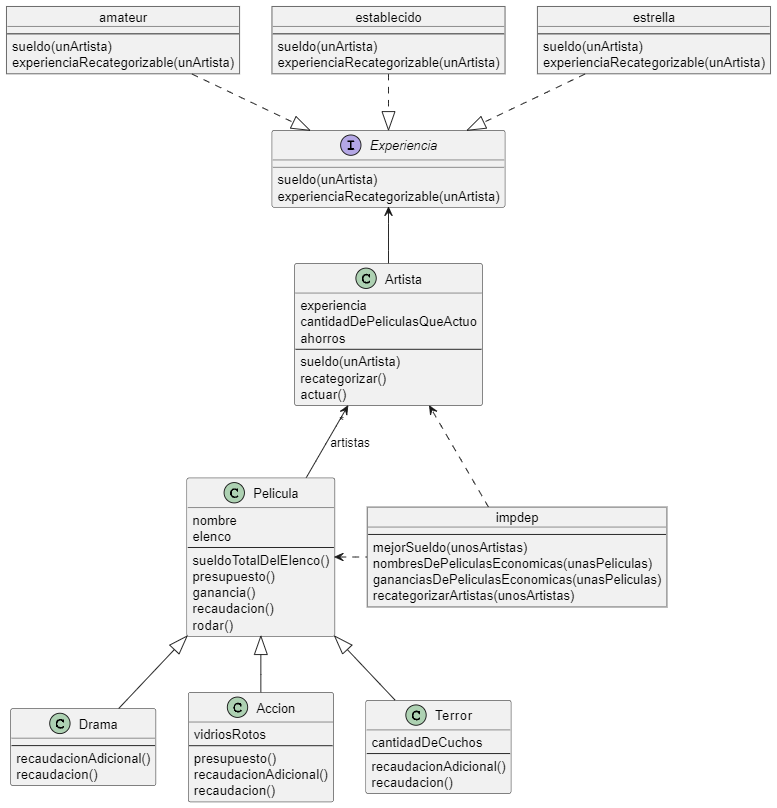 amateur
sueldo(unArtista)
experienciaRecategorizable(unArtista)
establecido
sueldo(unArtista)
experienciaRecategorizable(unArtista)
estrella
sueldo(unArtista)
experienciaRecategorizable(unArtista)
I Experiencia
sueldo(unArtista)
experienciaRecategorizable(unArtista)
C Artista
experiencia
cantidadDePeliculasQueActuo
ahorros
sueldo(unArtista)
recategorizar()
actuar()
*
artistas
C Pelicula
nombre
elenco
sueldoTotalDelElenco()
presupuesto()
ganancia()
recaudacion()
rodar()
impdep
mejorSueldo(unosArtistas)
nombresDePeliculasEconomicas(unasPeliculas)
gananciasDePeliculasEconomicas(unasPeliculas)
recategorizarArtistas(unosArtistas)
C Drama
recaudacionAdicional()
recaudacion()
C Accion
vidriosRotos
presupuesto()
recaudacionAdicional()
recaudacion()
C Terror
cantidadDeCuchos
recaudacionAdicional()
recaudacion()